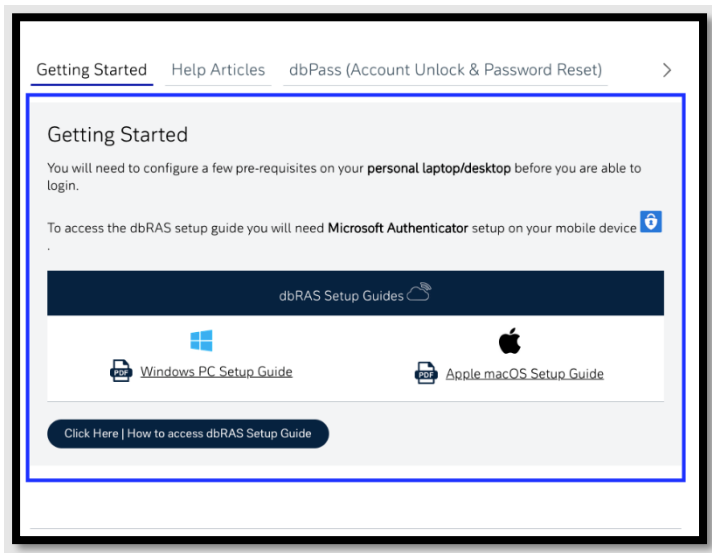 Getting Started Help Articles dbPass (Account Unlock & Password Reset)
Getting Started
You will need to configure a few pre-requisites on your personal laptop/desktop before you are able to
login.
To access the dbRAS setup guide you will need Microsoft Authenticator setup on your mobile device
.
dbRAS Setup Guides
PDF Windows PC Setup Guide PDF Apple macOS Setup Guide
Click Here | How to access dbRAS Setup Guide